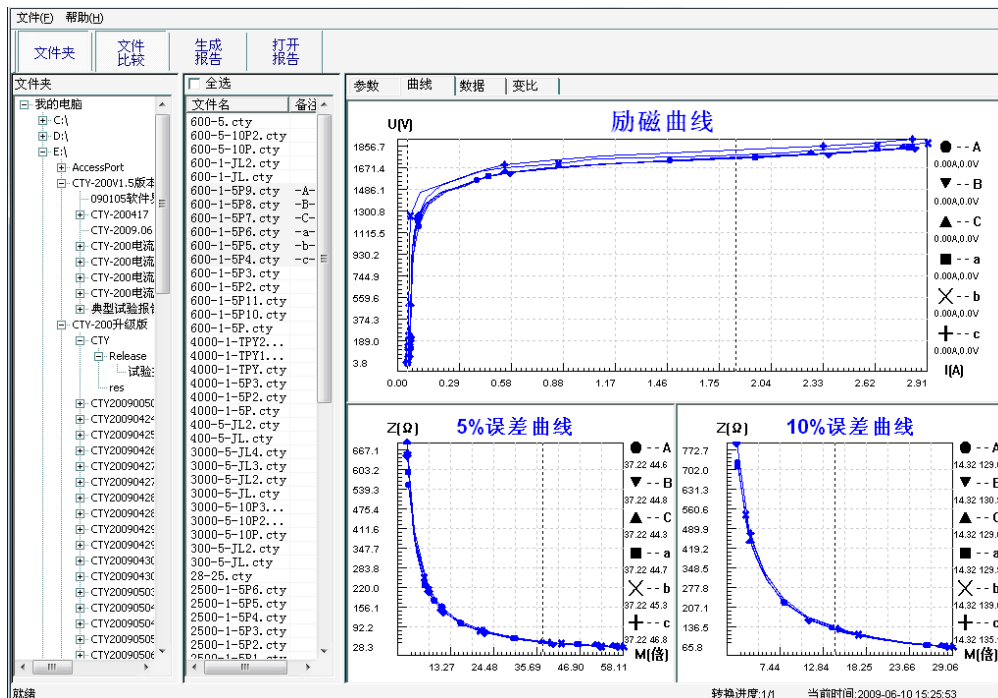 文件(F) 帮助(H)
文件夹
文件
比较
生成
报告
打开
报告
文件夹
我的电脑
C:\
D:\
E:\
AccessPort
CTY-200V1.5版本
090105软件
CTY-200417
CTY-2009.06
CTY-200电流
CTY-200电流
CTY-200电流
CTY-200电流
典型试验报告
CTY-200升级版
CTY
Release
试验
res
CTY2009050
CTY20090424
CTY20090425
CTY20090426
CTY20090427
CTY20090427
CTY20090428
CTY20090428
CTY20090429
CTY20090429
CTY20090430
CTY20090430
CTY20090503
CTY20090504
CTY20090504
CTY20090505
CTY20090506
全选
文件名 备注
600-5.cty
600-5-10P2.cty
600-5-10P.cty
600-1-JL2.cty
600-1-JL.cty
600-1-5P9.cty -A-
600-1-5P8.cty -B-
600-1-5P7.cty -C-
600-1-5P6.cty -a-
600-1-5P5.cty -b-
600-1-5P4.cty -c-
600-1-5P3.cty
600-1-5P2.cty
600-1-5P11.cty
600-1-5P10.cty
600-1-5P.cty
4000-1-TPY2...
4000-1-TPY1...
4000-1-TPY.cty
4000-1-5P3.cty
4000-1-5P2.cty
4000-1-5P.cty
400-5-JL2.cty
400-5-JL.cty
3000-5-JL4.cty
3000-5-JL3.cty
3000-5-JL2.cty
3000-5-JL.cty
3000-5-10P3...
3000-5-10P2...
3000-5-10P.cty
300-5-JL2.cty
300-5-JL.cty
28-25.cty
2500-1-5P6.cty
2500-1-5P5.cty
2500-1-5P4.cty
2500-1-5P3.cty
2500-1-5P2.cty
2500-1-5P1.cty
参数 曲线 数据 变比
U(V) 励磁曲线
1856.7
1671.4
1486.1
1300.8
1115.5
930.2
744.9
559.6
374.3
189.0
3.8
0.00 0.29 0.58 0.88 1.17 1.46 1.75 2.04 2.33 2.62 2.91
I(A)
-- A
0.00A,0.0V
-- B
0.00A,0.0V
-- C
0.00A,0.0V
-- a
0.00A,0.0V
-- b
0.00A,0.0V
-- c
0.00A,0.0V
Z(Ω) 5%误差曲线
667.1
603.2
539.3
475.4
411.6
347.7
283.8
220.0
156.1
92.2
28.3
13.27 24.48 35.69 46.90 58.11
M(倍)
-- A
37.22 44.6
-- B
37.22 44.8
-- C
37.22 44.3
-- a
37.22 44.7
-- b
37.22 45.3
-- c
37.22 46.8
Z(Ω) 10%误差曲线
772.7
702.0
631.3
560.6
489.9
419.2
348.5
277.8
207.1
136.5
65.8
7.44 12.84 18.25 23.66 29.06
M(倍)
-- A
14.32 129.
-- B
14.32 130.
-- C
14.32 129.
-- a
14.32 129.
-- b
14.32 139.
-- c
14.32 135.
就绪
转换进度:1/1 当前时间:2009-06-10 15:25:53